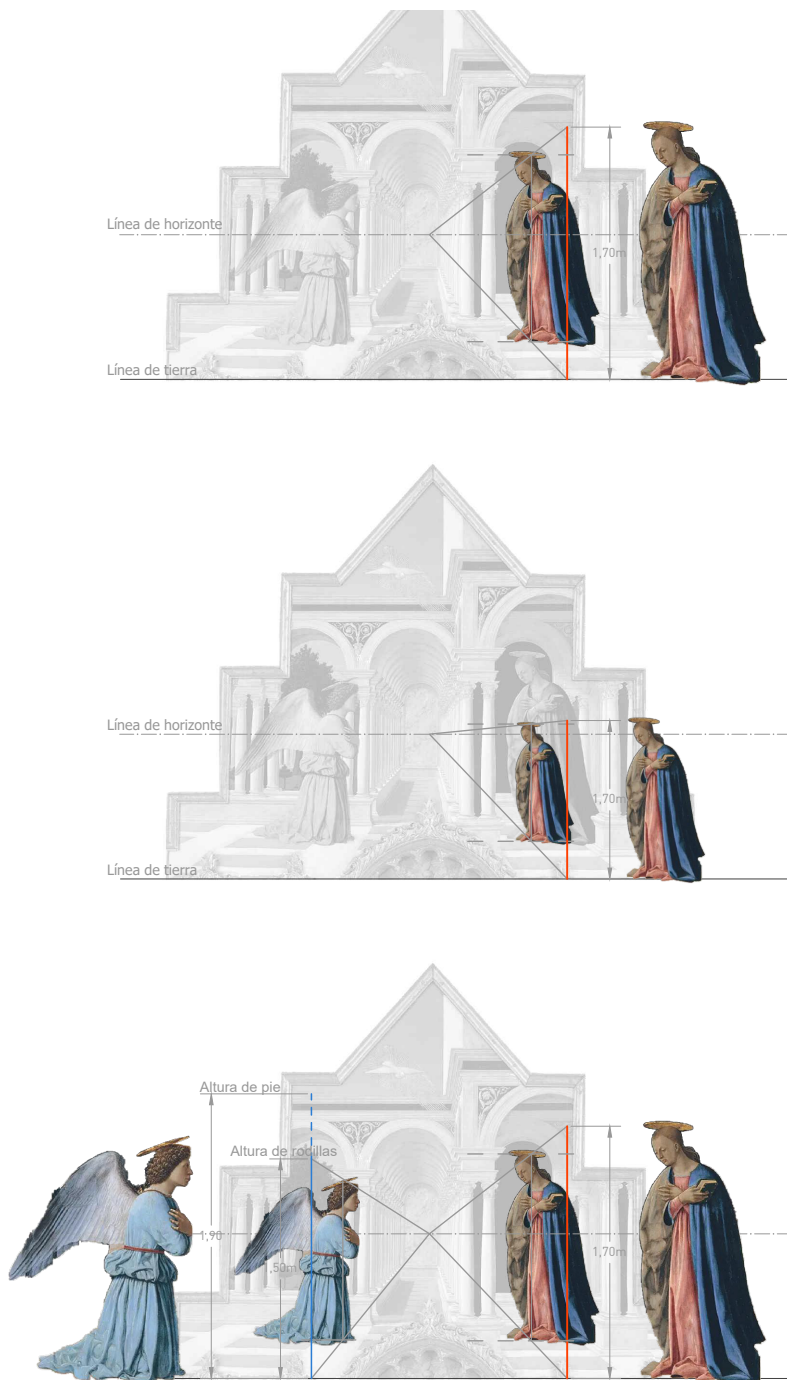 Línea de horizonte
1,70m
Línea de tierra
Línea de horizonte
1,70m
Línea de tierra
Altura de pie
Altura de rodillas
1,90
,50m
1,70m